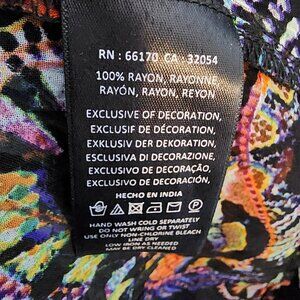 RN : 66170 CA : 32054
100% RAYON, RAYONNE,
RAYÓN, RAYON, REYON
EXCLUSIVE OF DECORATION,
EXCLUSIF DE DÉCORATION,
EXKLUSIV DER DEKORATION,
ESCLUSIVA DI DECORAZIONE,
EXCLUSIVO DE DECORAÇÃO,
EXCLUSIVO DE DECORACIÓN,
HECHO EN INDIA
HAND WASH COLD SEPARATELY
DO NOT WRING OR TWIST
USE ONLY NON-CHLORINE BLEACH
LINE DRY
LOW IRON AS NEEDED
MAY BE DRY CLEANED